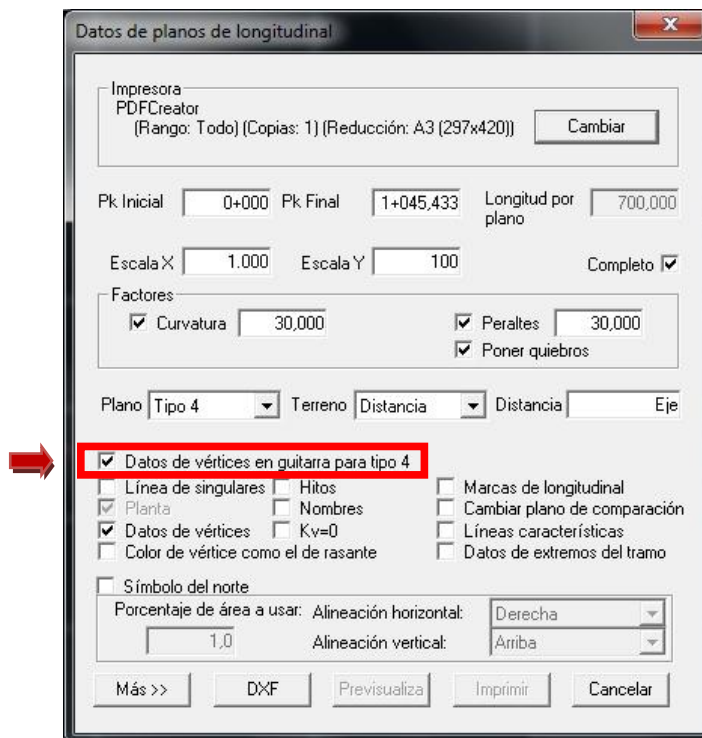 Datos de planos de longitudinal
Impresora
PDFCreator
(Rango: Todo) (Copias: 1) (Reducción: A3 (297x420))
Cambiar
Pk Inicial 0+000 Pk Final 1+045,433 Longitud por plano 700,000
Escala X 1.000 Escala Y 100 Completo
Factores
Curvatura 30,000 Peraltes 30,000
Poner quiebros
Plano Tipo 4 Terreno Distancia Distancia Eje
Datos de vértices en guitarra para tipo 4
Línea de singulares Hitos Marcas de longitudinal
Planta Nombres Cambiar plano de comparación
Datos de vértices Kv=0 Líneas características
Color de vértice como el de rasante Datos de extremos del tramo
Símbolo del norte
Porcentaje de área a usar: Alineación horizontal: Derecha
1,0 Alineación vertical: Arriba
Más >> DXF Previsualiza Imprimir Cancelar